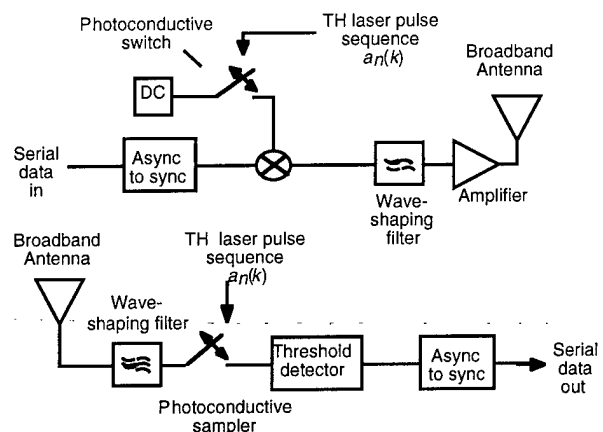 Photoconductive
switch
TH laser pulse
sequence
an(k)
Broadband
Antenna
DC
Serial
data
in
Async
to sync
Wave-
shaping
filter
Amplifier
Broadband
Antenna
TH laser pulse
sequence
an(k)
Wave-
shaping filter
Threshold
detector
Async
to sync
Serial
data
out
Photoconductive
sampler